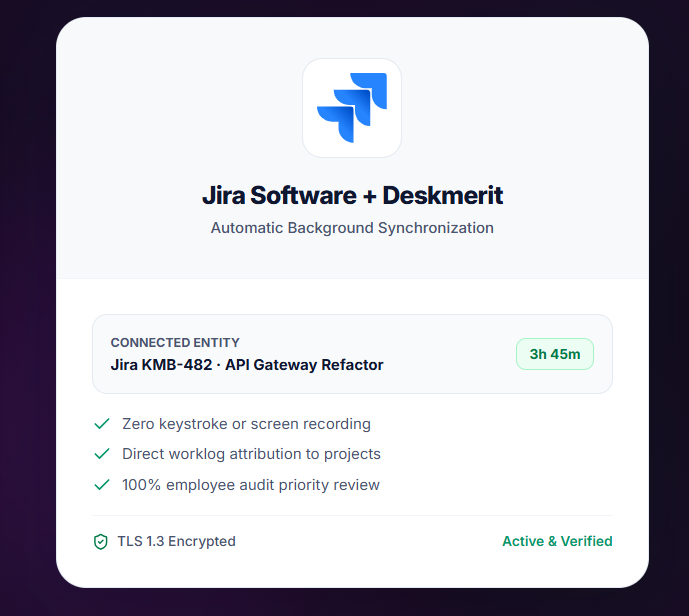 Jira Software + Deskmerit
Automatic Background Synchronization
CONNECTED ENTITY
Jira KMB-482 · API Gateway Refactor
3h 45m
Zero keystroke or screen recording
Direct worklog attribution to projects
100% employee audit priority review
TLS 1.3 Encrypted
Active & Verified